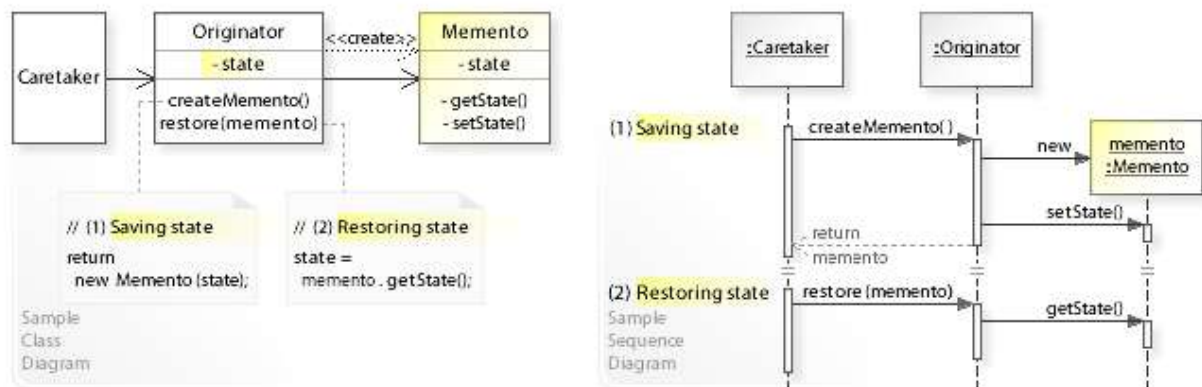 Caretaker
Originator
- state
createMemento()
restore(memento)
<<create>>
Memento
- state
- getState()
- setState()
// (1) Saving state
return
new Memento (state);
// (2) Restoring state
state =
memento . getState();
Sample
Class
Diagram
:Caretaker
:Originator
(1) Saving state
createMemento( )
new
memento
:Memento
setState()
return
memento
(2) Restoring state
restore (memento)
getState()
Sample
Sequence
Diagram